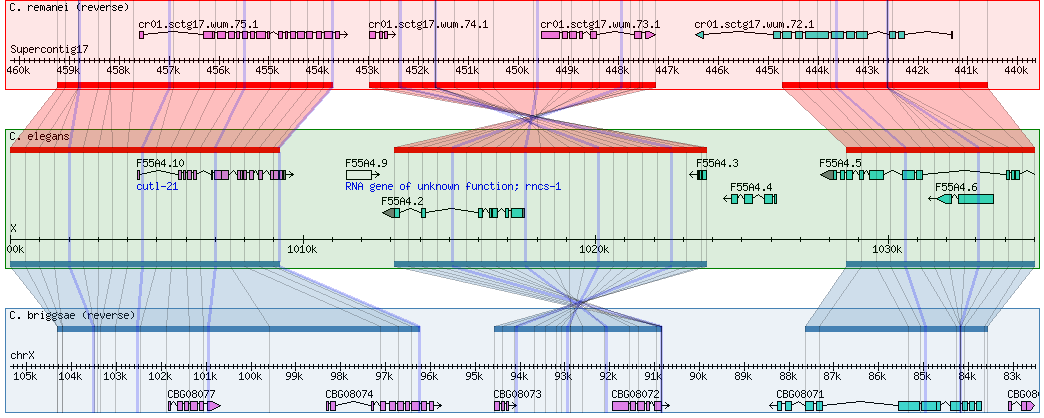 C. remanei (reverse)
cr01.sctg17.wum.75.1 cr01.sctg17.wum.74.1 cr01.sctg17.wum.73.1 cr01.sctg17.wum.72.1
Supercontig17
460k 459k 458k 457k 456k 455k 454k 453k 452k 451k 450k 449k 448k 447k 446k 445k 444k 443k 442k 441k 440k
C. elegans
F55A4.10 F55A4.9 F55A4.3 F55A4.5
cutl-21 RNA gene of unknown function; rncs-1 F55A4.4 F55A4.6
F55A4.2
X
00k 1010k 1020k 1030k
C. briggsae (reverse)
chrX
105k 104k 103k 102k 101k 100k 99k 98k 97k 96k 95k 94k 93k 92k 91k 90k 89k 88k 87k 86k 85k 84k 83k
CBG08077 CBG08074 CBG08073 CBG08072 CBG08071 CBG08